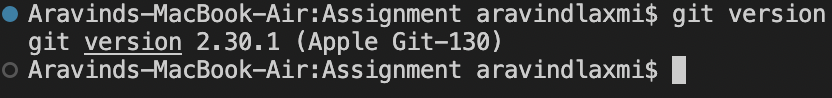 Aravinds-MacBook-Air:Assignment aravindlaxmi$ git version
git version 2.30.1 (Apple Git-130)
Aravinds-MacBook-Air:Assignment aravindlaxmi$